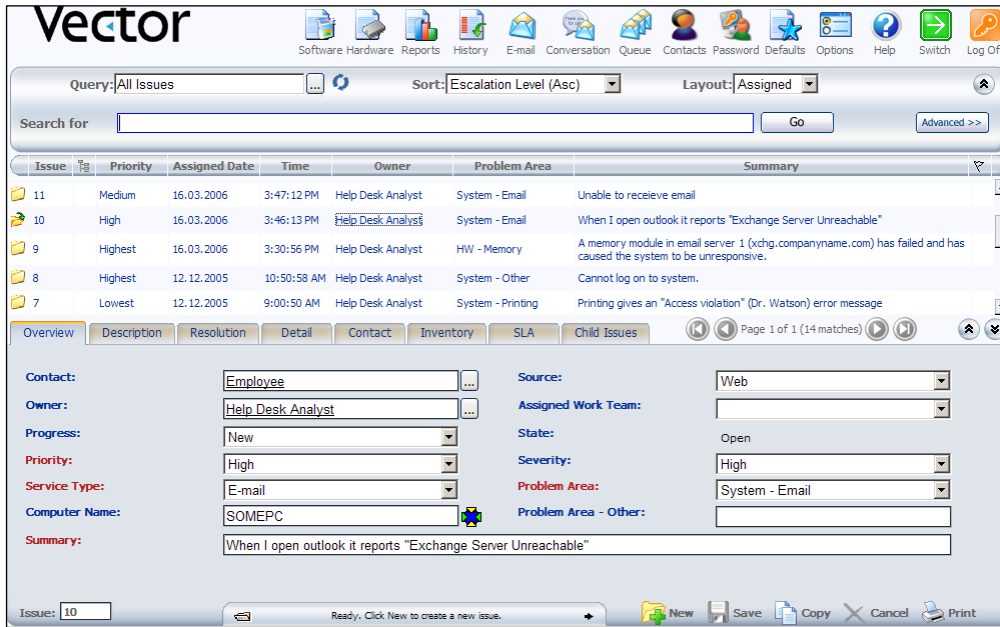 Vector
Software Hardware Reports History E-mail Conversation Queue Contacts Password Defaults Options Help Switch Log Of
Query: All Issues ... Sort: Escalation Level (Asc) Layout: Assigned
Search for Go Advanced >>
Issue Priority Assigned Date Time Owner Problem Area Summary
11 Medium 16.03.2006 3:47:12 PM Help Desk Analyst System - Email Unable to receieve email
10 High 16.03.2006 3:46:13 PM Help Desk Analyst System - Email When I open outlook it reports "Exchange Server Unreachable"
9 Highest 16.03.2006 3:30:56 PM Help Desk Analyst HW - Memory A memory module in email server 1 (xchg.companyname.com) has failed and has
caused the system to be unresponsive.
8 Highest 12.12.2005 10:50:58 AM Help Desk Analyst System - Other Cannot log on to system.
7 Lowest 12.12.2005 9:00:50 AM Help Desk Analyst System - Printing Printing gives an "Access violation" (Dr. Watson) error message
Overview Description Resolution Detail Contact Inventory SLA Child Issues Page 1 of 1 (14 matches)
Contact: Employee ... Source: Web
Owner: Help Desk Analyst ... Assigned Work Team:
Progress: New State: Open
Priority: High Severity: High
Service Type: E-mail Problem Area: System - Email
Computer Name: SOMEPC Problem Area - Other:
Summary: When I open outlook it reports "Exchange Server Unreachable"
Issue: 10 Ready. Click New to create a new issue. New Save Copy Cancel Print